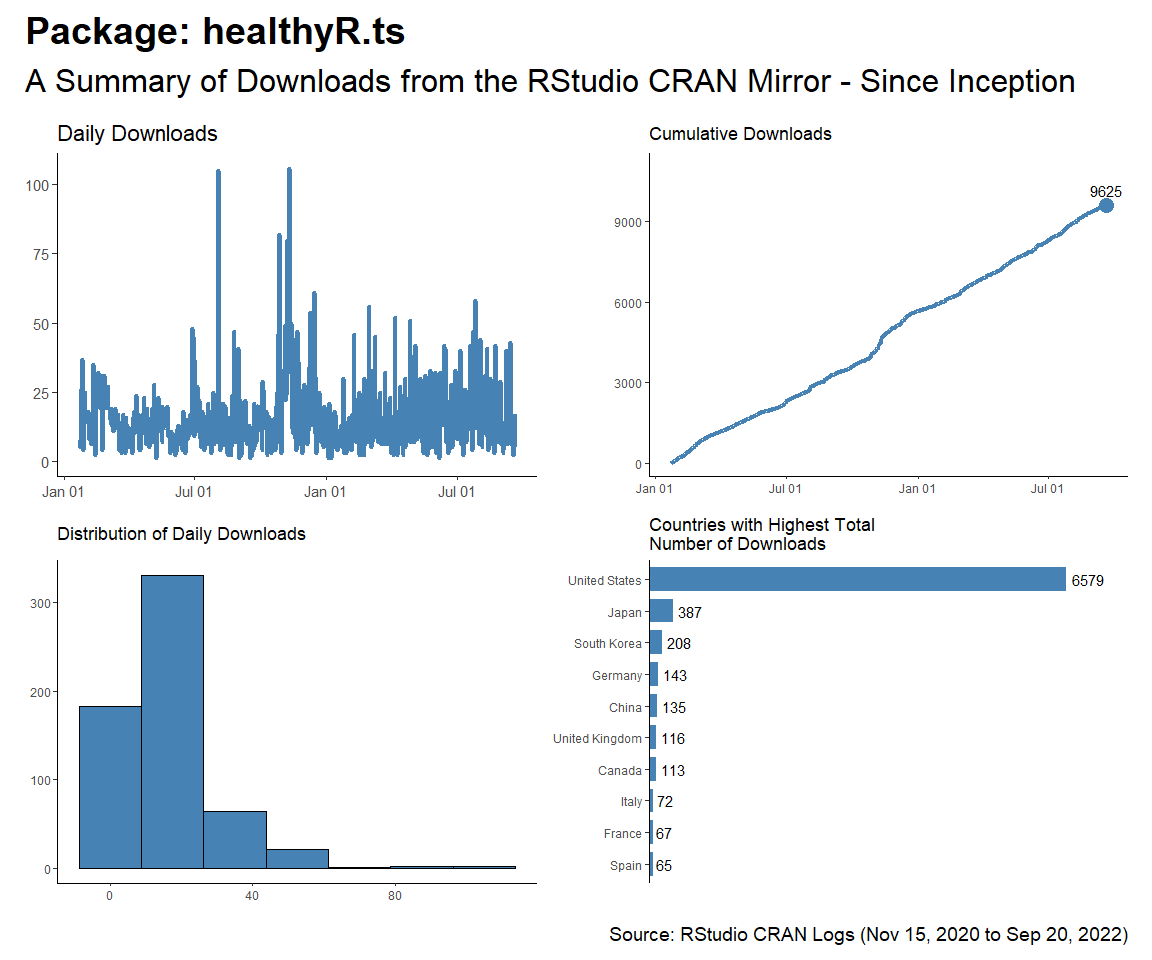 Package: healthyR.ts
A Summary of Downloads from the RStudio CRAN Mirror - Since Inception
Daily Downloads
100
75
50
25
0
Jan 01
Jul 01
Jan 01
Jul 01
Cumulative Downloads
9625
9000
6000
3000
0
Jan 01
Jul 01
Jan 01
Jul 01
Distribution of Daily Downloads
300
200
100
0
0
40
80
Countries with Highest Total
Number of Downloads
United States 6579
Japan 387
South Korea 208
Germany 143
China 135
United Kingdom 116
Canada 113
Italy 72
France 67
Spain 65
Source: RStudio CRAN Logs (Nov 15, 2020 to Sep 20, 2022)